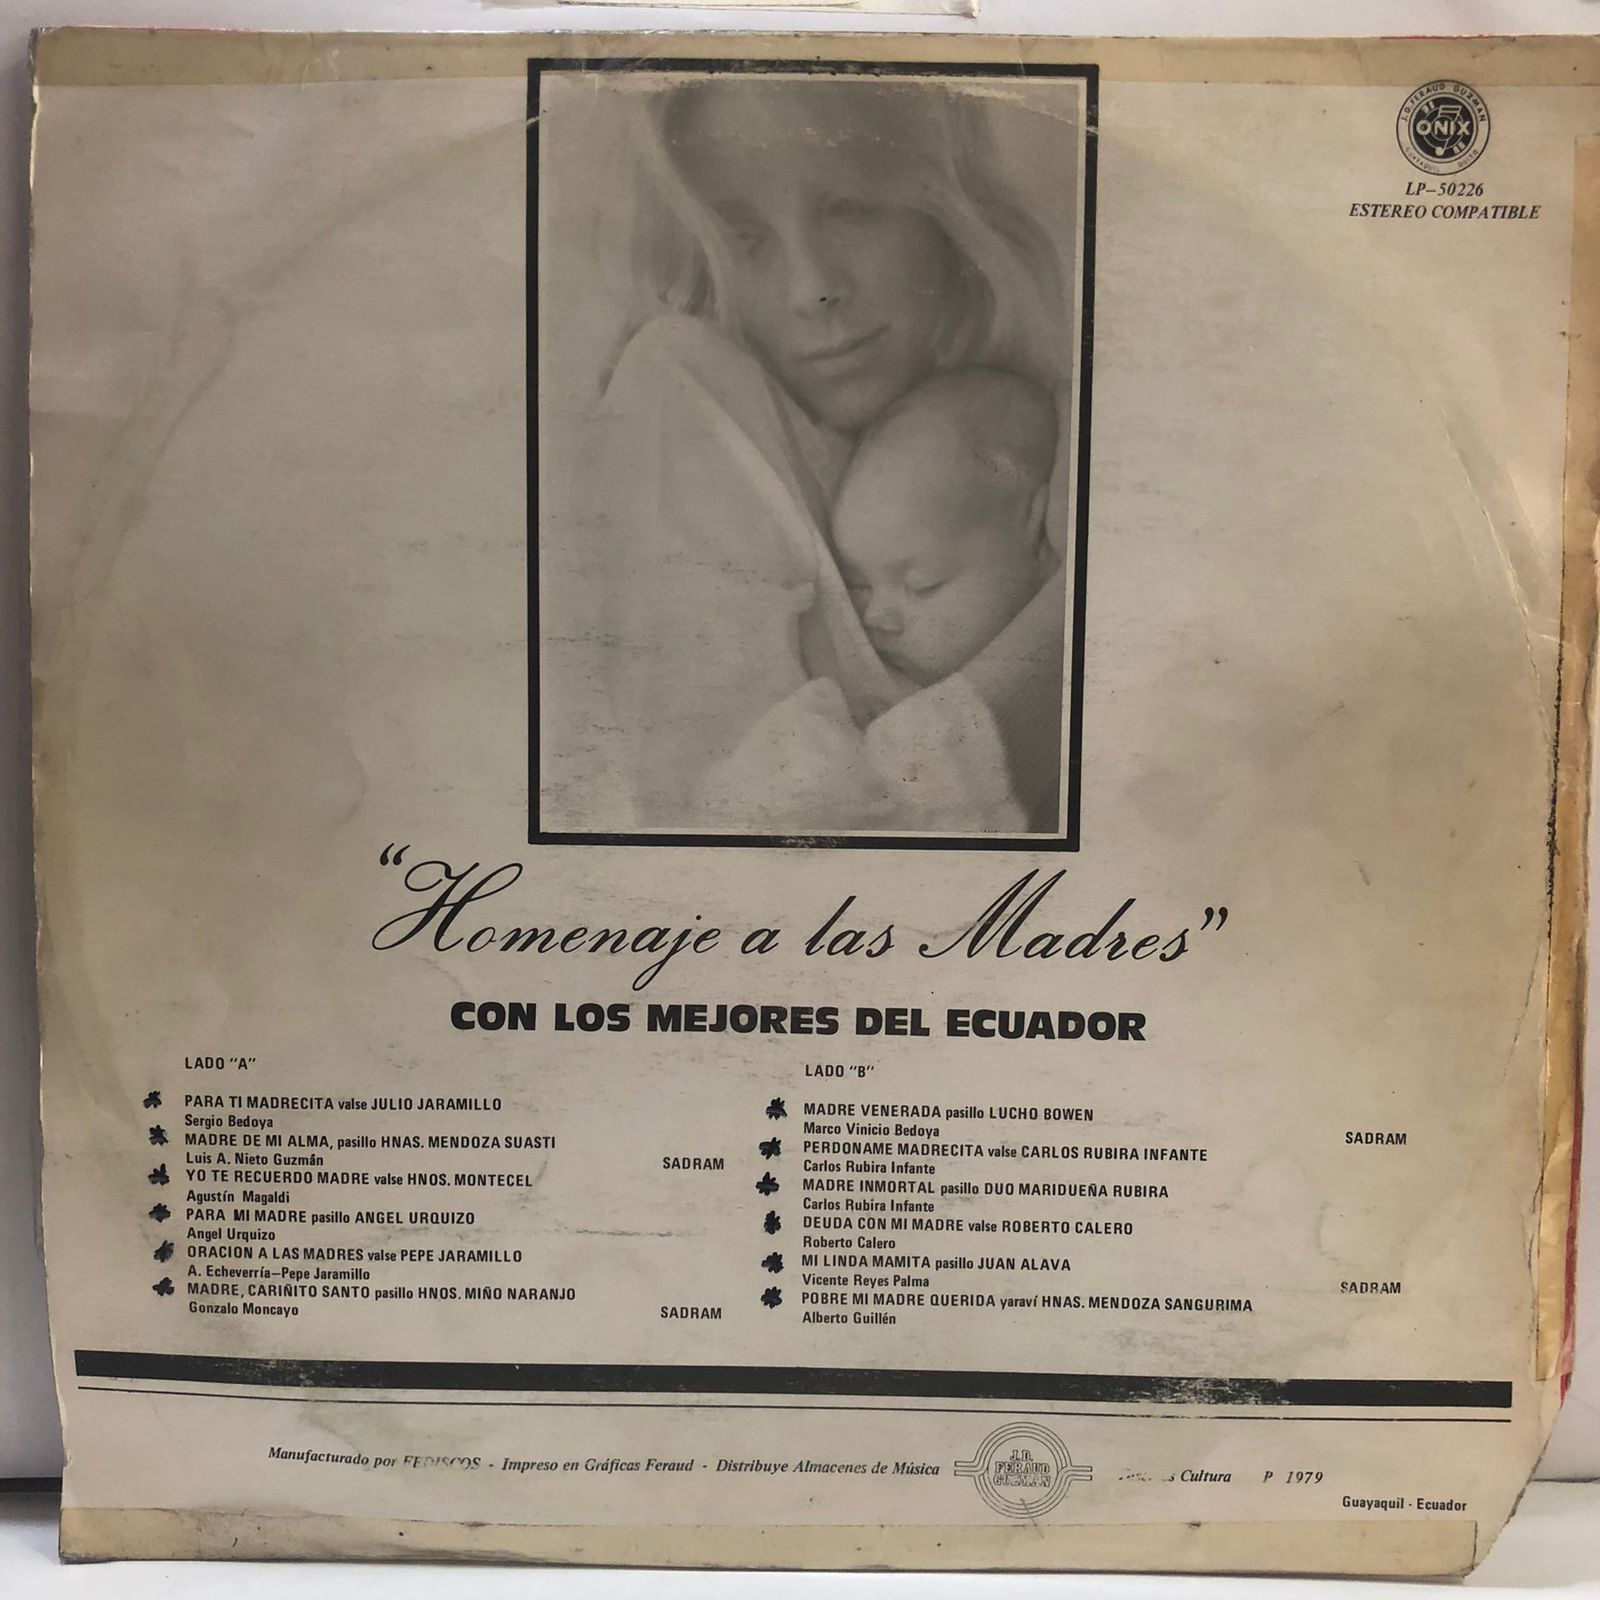 J.D. FERAUD GUZMAN
ONIX
GUAYAQUIL QUITO
LP-50226
ESTEREO COMPATIBLE
“Homenaje a las Madres”
CON LOS MEJORES DEL ECUADOR
LADO “A”
PARA TI MADRECITA valse JULIO JARAMILLO
Sergio Bedoya
MADRE DE MI ALMA, pasillo HNAS. MENDOZA SUASTI
Luis A. Nieto Guzmán
SADRAM
YO TE RECUERDO MADRE valse HNOS. MONTECEL
Agustín Magaldi
PARA MI MADRE pasillo ANGEL URQUIZO
Angel Urquizo
ORACION A LAS MADRES valse PEPE JARAMILLO
A. Echeverría-Pepe Jaramillo
MADRE, CARIÑITO SANTO pasillo HNOS. MIÑO NARANJO
Gonzalo Moncayo
SADRAM
LADO “B”
MADRE VENERADA pasillo LUCHO BOWEN
Marco Vinicio Bedoya
SADRAM
PERDONAME MADRECITA valse CARLOS RUBIRA INFANTE
Carlos Rubira Infante
MADRE INMORTAL pasillo DUO MARIDUEÑA RUBIRA
Carlos Rubira Infante
DEUDA CON MI MADRE valse ROBERTO CALERO
Roberto Calero
MI LINDA MAMITA pasillo JUAN ALAVA
Vicente Reyes Palma
SADRAM
POBRE MI MADRE QUERIDA yaraví HNAS. MENDOZA SANGURIMA
Alberto Guillén
Manufacturado por FEDISCOS - Impreso en Gráficas Feraud - Distribuye Almacenes de Música
J.D. FERAUD GUZMAN
Cultura P 1979
Guayaquil - Ecuador